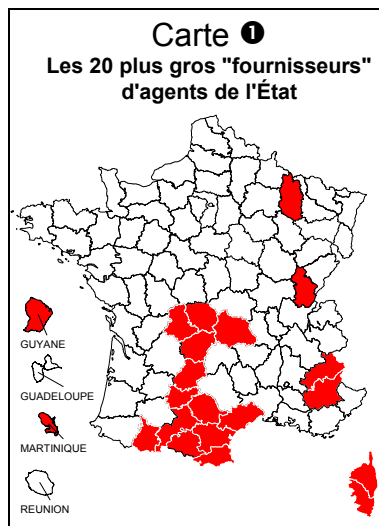 Carte ❶
Les 20 plus gros "fournisseurs"
d'agents de l'État
GUYANE
GUADELOUPE
MARTINIQUE
REUNION